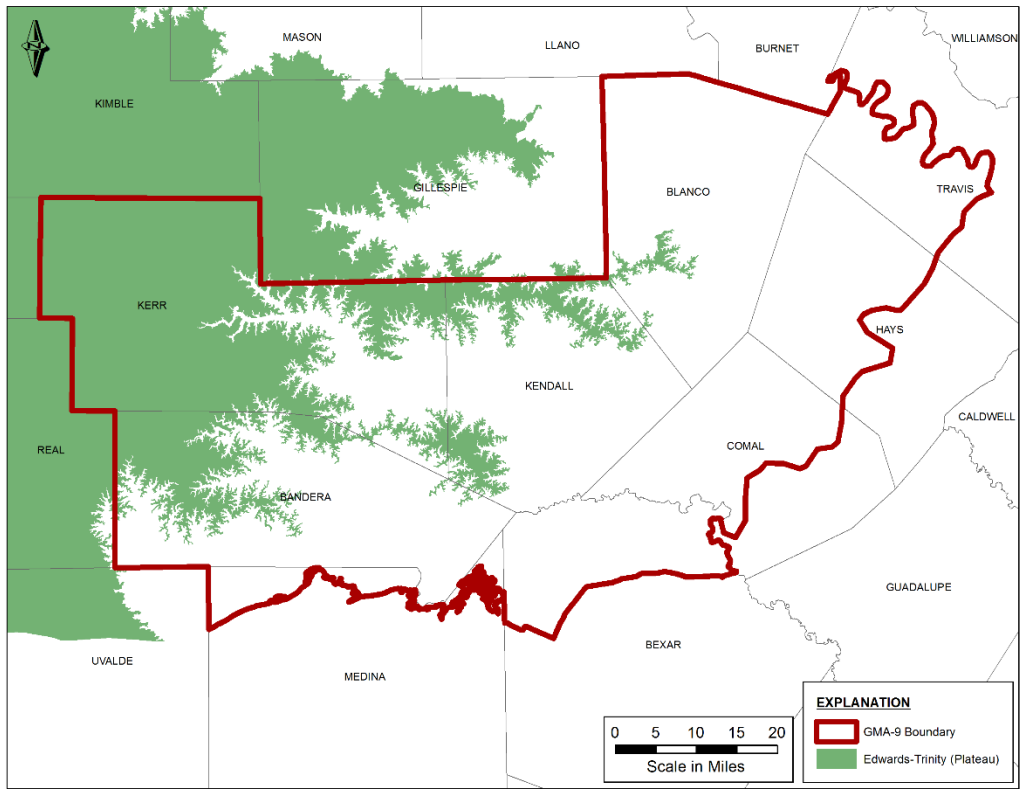 MASON
LLANO
BURNET
WILLIAMSON
N
KIMBLE
GILLESPIE
BLANCO
TRAVIS
KERR
HAYS
KENDALL
CALDWELL
REAL
COMAL
BANDERA
GUADALUPE
BEXAR
UVALDE
MEDINA
EXPLANATION
GMA-9 Boundary
Edwards-Trinity (Plateau)
0 5 10 15 20
Scale in Miles